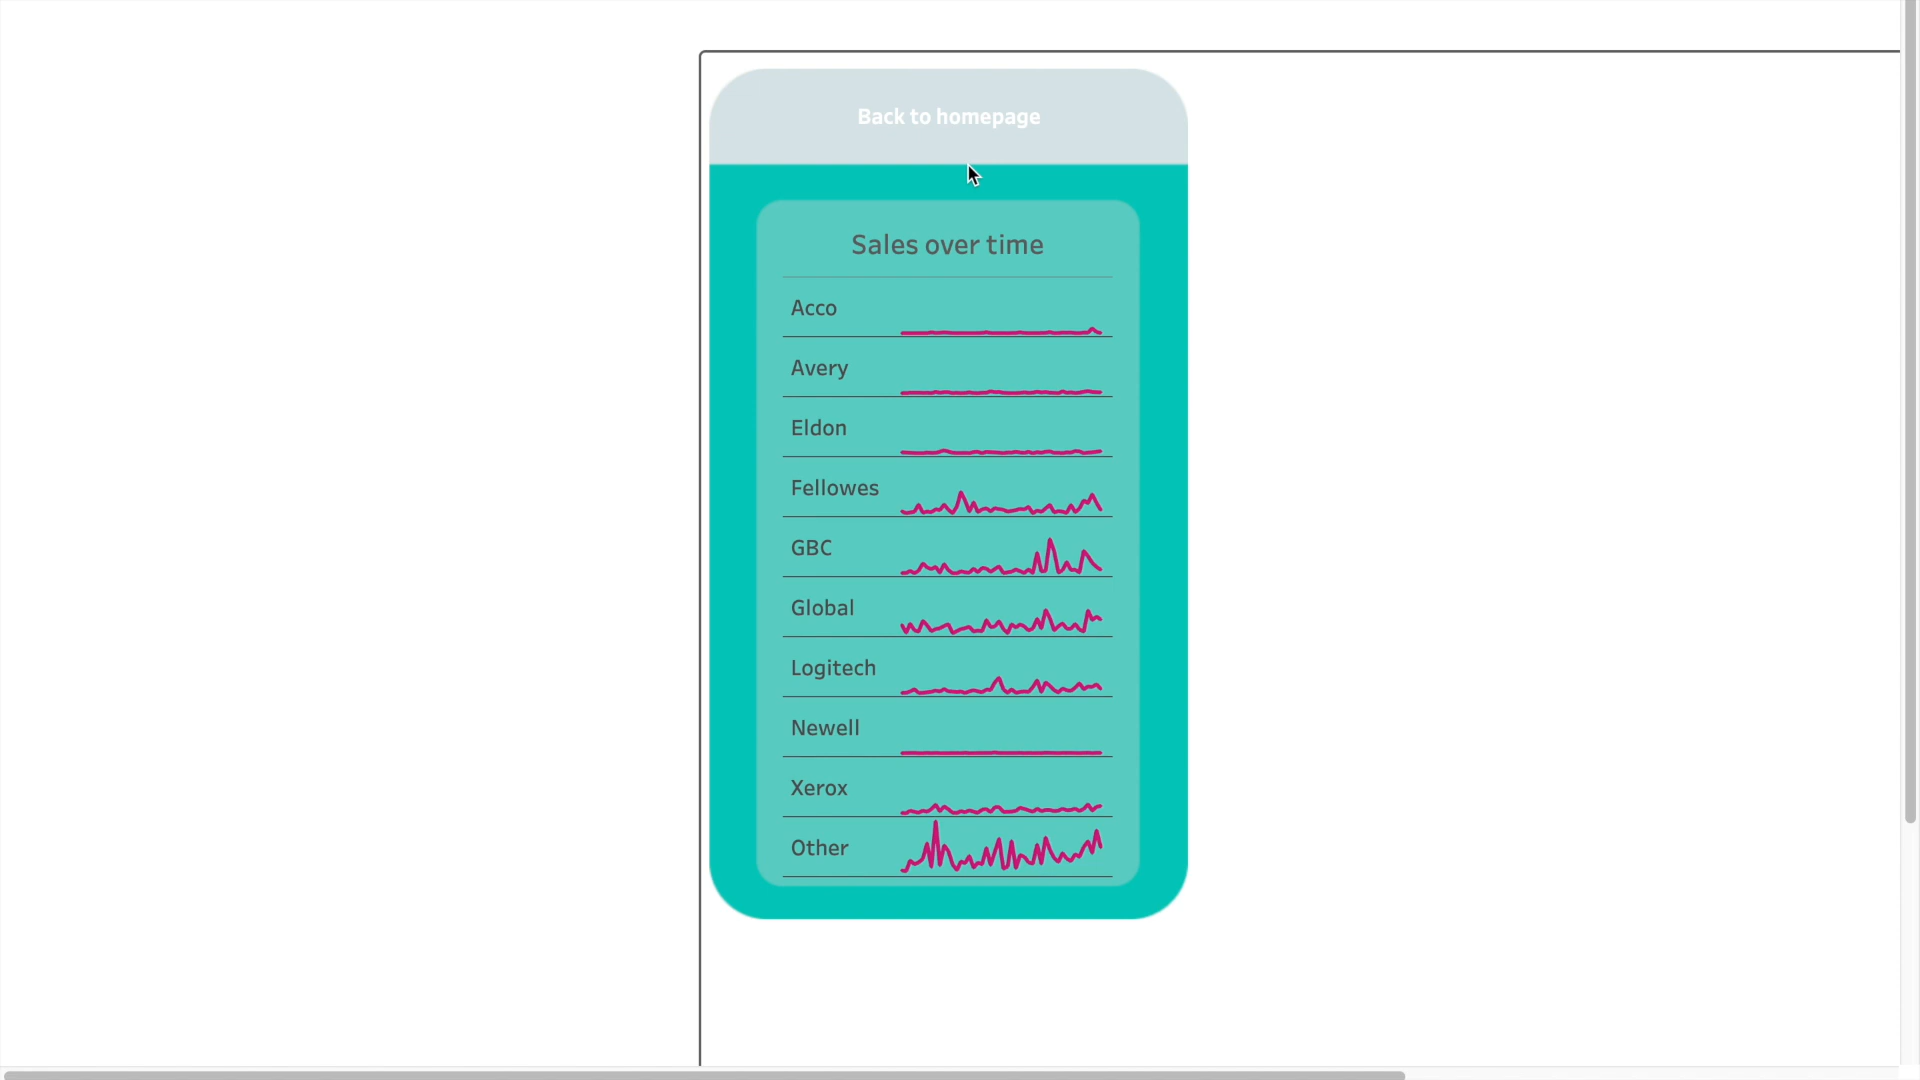 Back to homepage
Sales over time
Acco
Avery
Eldon
Fellowes
GBC
Global
Logitech
Newell
Xerox
Other